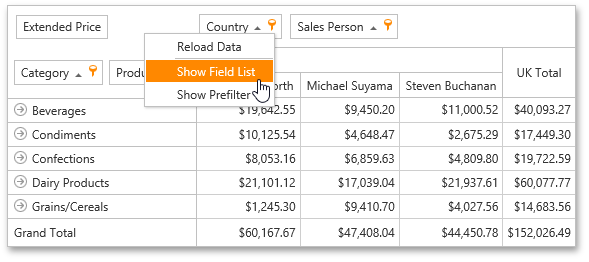 Extended Price Country Sales Person
Reload Data
Category Show Field List UK Total
Show Prefilter Michael Suyama Steven Buchanan
Beverages $19,642.55 $9,450.20 $11,000.52 $40,093.27
Condiments $10,125.54 $4,648.47 $2,675.29 $17,449.30
Confections $8,053.16 $6,859.63 $4,809.80 $19,722.59
Dairy Products $21,101.12 $17,039.04 $21,937.61 $60,077.77
Grains/Cereals $1,245.30 $9,410.70 $4,027.56 $14,683.56
Grand Total $60,167.67 $47,408.04 $44,450.78 $152,026.49